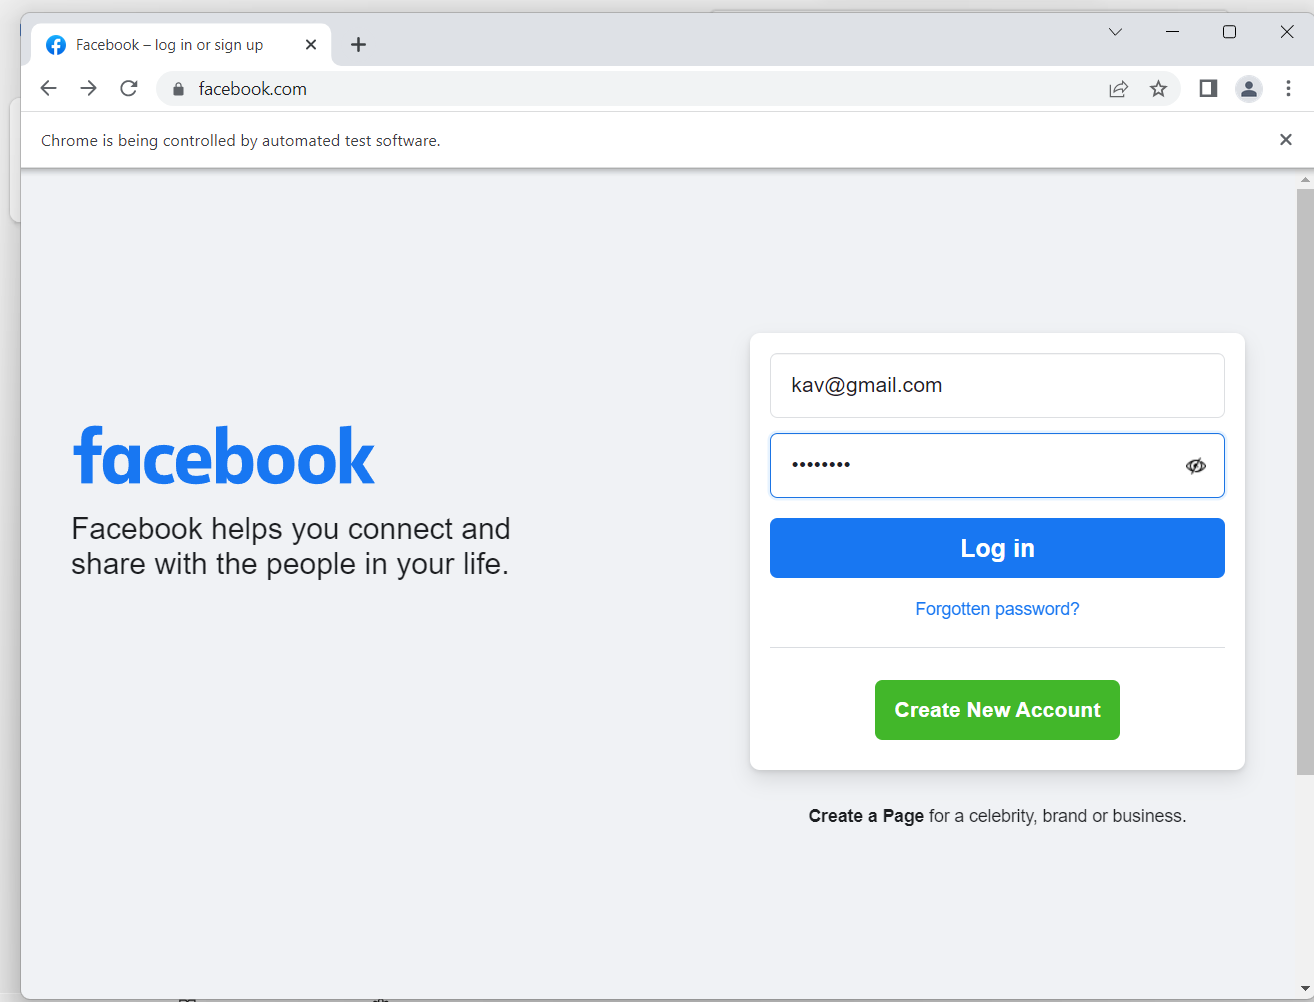 Facebook – log in or sign up
facebook.com
Chrome is being controlled by automated test software.
kav@gmail.com
••••••••
facebook
Facebook helps you connect and
share with the people in your life.
Log in
Forgotten password?
Create New Account
Create a Page for a celebrity, brand or business.